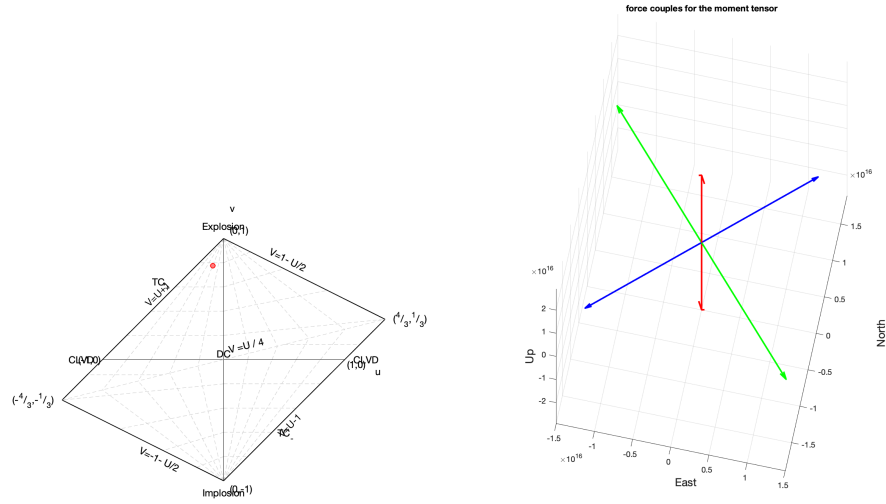 force couples for the moment tensor
v
Explosion
(0,1)
V=1- U/2
TC
V=U+1
(4/3,1/3)
DC
V =U / 4
CLVD
(1,0)
u
(-4/3,-1/3)
V=-1- U/2
(0,-1)
Implosion
×10^16
1.5
1
0.5
0
-0.5
-1
-1.5
North
×10^16
2
1
0
-1
-2
Up
-1.5
-1
-0.5
0
0.5
1
1.5
×10^16
East